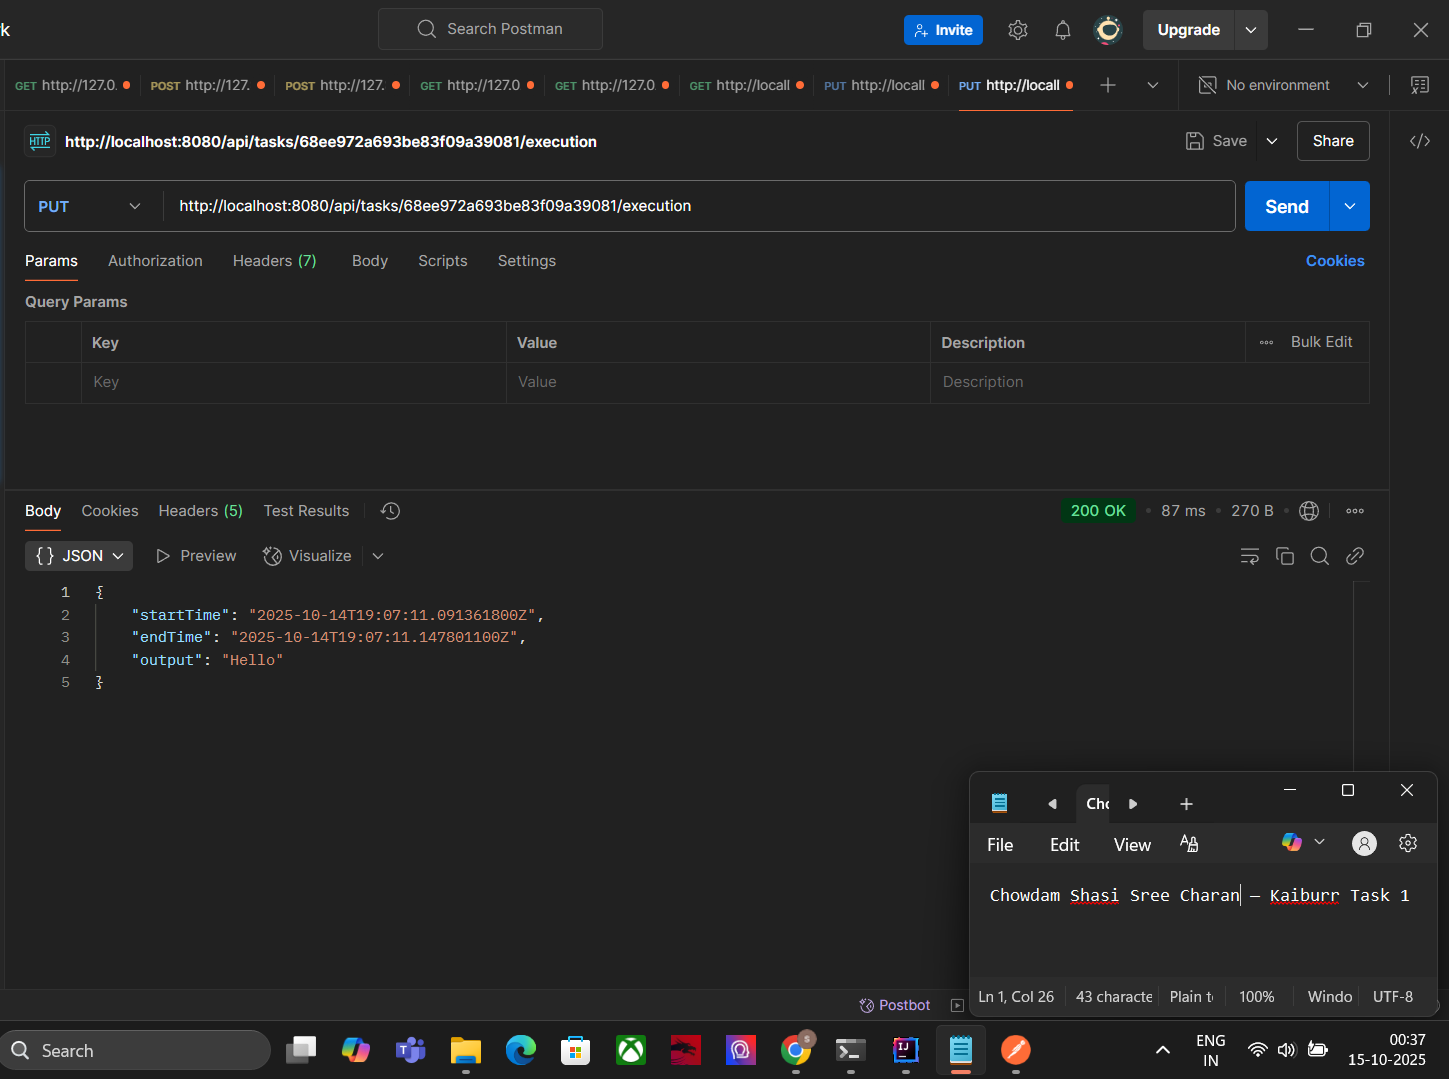 k
Search Postman
Invite
Upgrade
GET http://127.0.
POST http://127.
POST http://127.
GET http://127.0
GET http://127.0.
GET http://locall
PUT http://locall
PUT http://locall
No environment
HTTP http://localhost:8080/api/tasks/68ee972a693be83f09a39081/execution
Save
Share
PUT http://localhost:8080/api/tasks/68ee972a693be83f09a39081/execution
Send
Params Authorization Headers (7) Body Scripts Settings Cookies
Query Params
Key Value Description Bulk Edit
Key Value Description
Body Cookies Headers (5) Test Results
200 OK • 87 ms • 270 B
{} JSON Preview Visualize
1 {
2 "startTime": "2025-10-14T19:07:11.091361800Z",
3 "endTime": "2025-10-14T19:07:11.147801100Z",
4 "output": "Hello"
5 }
Cho
File Edit View
Chowdam Shasi Sree Charan – Kaiburr Task 1
Ln 1, Col 26 43 characte Plain t 100% Windo UTF-8
Postbot
Search
ENG
IN
00:37
15-10-2025